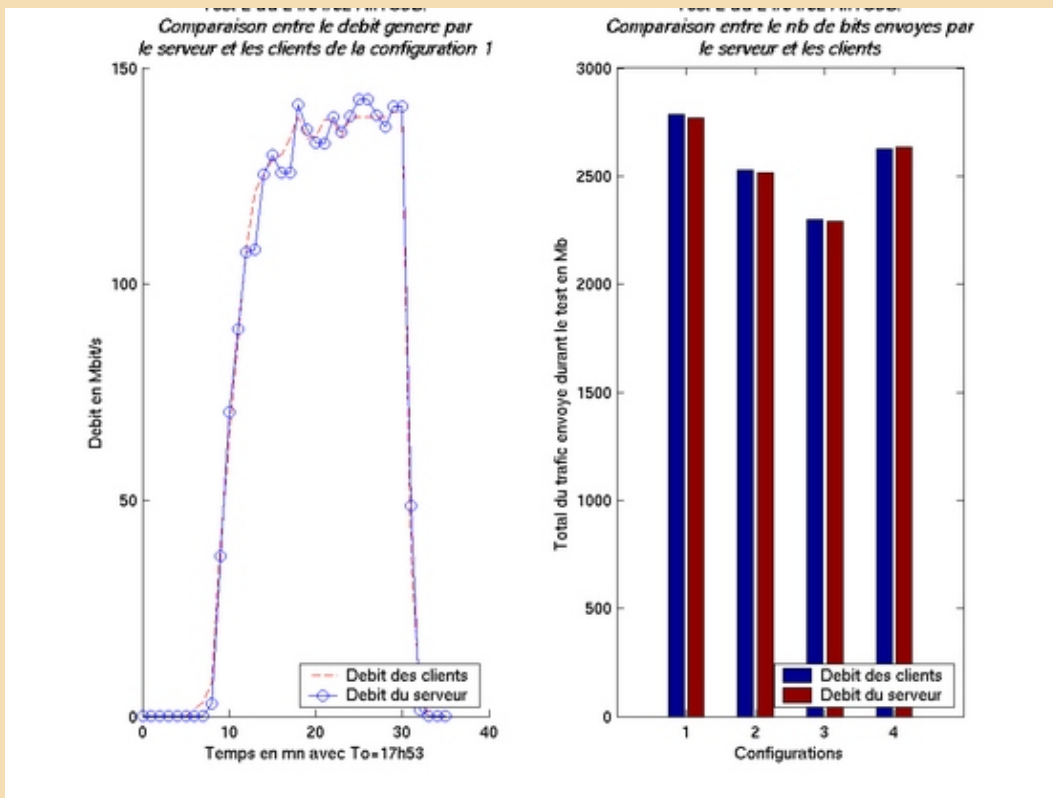 Comparaison entre le debit genere par
le serveur et les clients de la configuration 1
150
100
50
0
Debit en Mbit/s
0
10
20
30
40
Temps en mn avec To=17h53
Debit des clients
Debit du serveur
Comparaison entre le nb de bits envoyes par
le serveur et les clients
3000
2500
2000
1500
1000
500
0
Total du trafic envoye durant le test en Mb
1
2
3
4
Configurations
Debit des clients
Debit du serveur